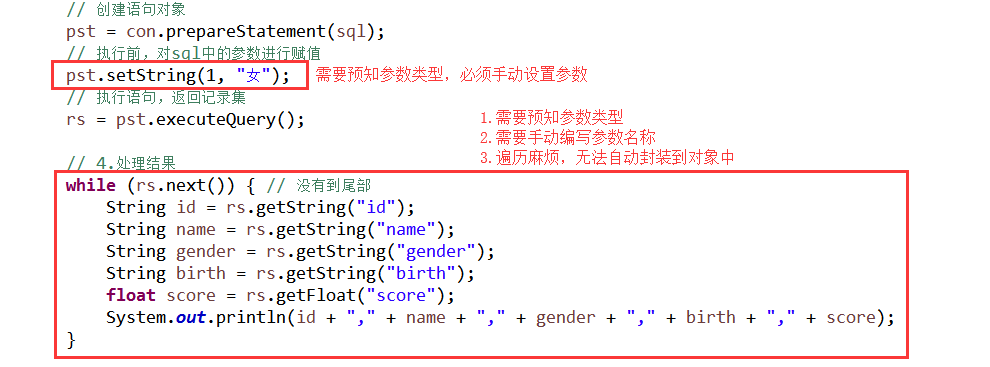 // 创建语句对象
pst = con.prepareStatement(sql);
// 执行前，对sql中的参数进行赋值
pst.setString(1, "女"); 需要预知参数类型，必须手动设置参数
// 执行语句，返回记录集
rs = pst.executeQuery();
1.需要预知参数类型
2.需要手动编写参数名称
3.遍历麻烦，无法自动封装到对象中
// 4.处理结果
while (rs.next()) { // 没有到尾部
String id = rs.getString("id");
String name = rs.getString("name");
String gender = rs.getString("gender");
String birth = rs.getString("birth");
float score = rs.getFloat("score");
System.out.println(id + "," + name + "," + gender + "," + birth + "," + score);
}